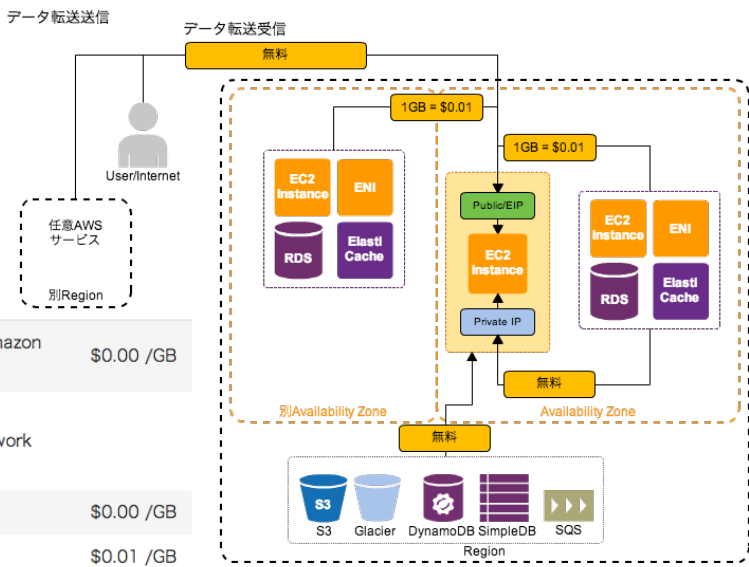 データ転送送信
データ転送受信
無料
1GB = $0.01
1GB = $0.01
User/Internet
任意AWS
サービス
別Region
EC2
Instance
ENI
RDS
Elasti
Cache
Public/EIP
EC2
Instance
Private IP
EC2
Instance
ENI
RDS
Elasti
Cache
無料
別Availability Zone
Availability Zone
無料
S3
S3
Glacier
DynamoDB
SimpleDB
SQS
Region
mazon
$0.00 /GB
work
$0.00 /GB
$0.01 /GB